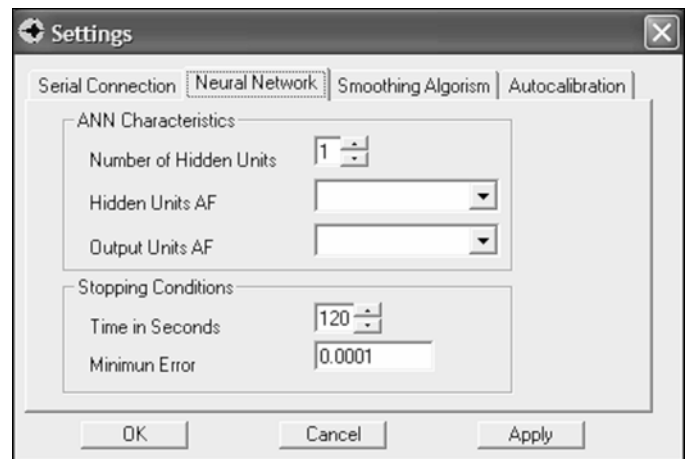 Settings
Serial Connection Neural Network Smoothing Algorism Autocalibration
ANN Characteristics
Number of Hidden Units 1
Hidden Units AF
Output Units AF
Stopping Conditions
Time in Seconds 120
Minimun Error 0.0001
OK Cancel Apply